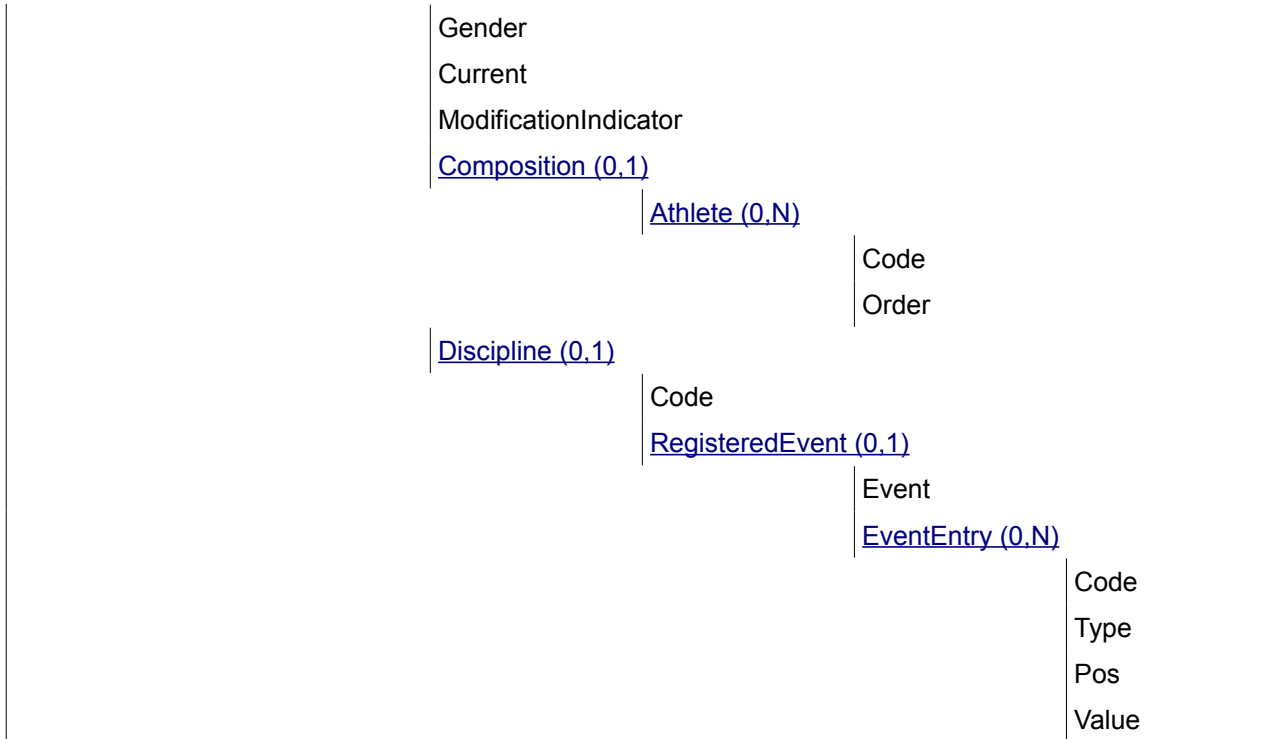 Gender
Current
ModificationIndicator
Composition (0,1)
Athlete (0,N)
Code
Order
Discipline (0,1)
Code
RegisteredEvent (0,1)
Event
EventEntry (0,N)
Code
Type
Pos
Value